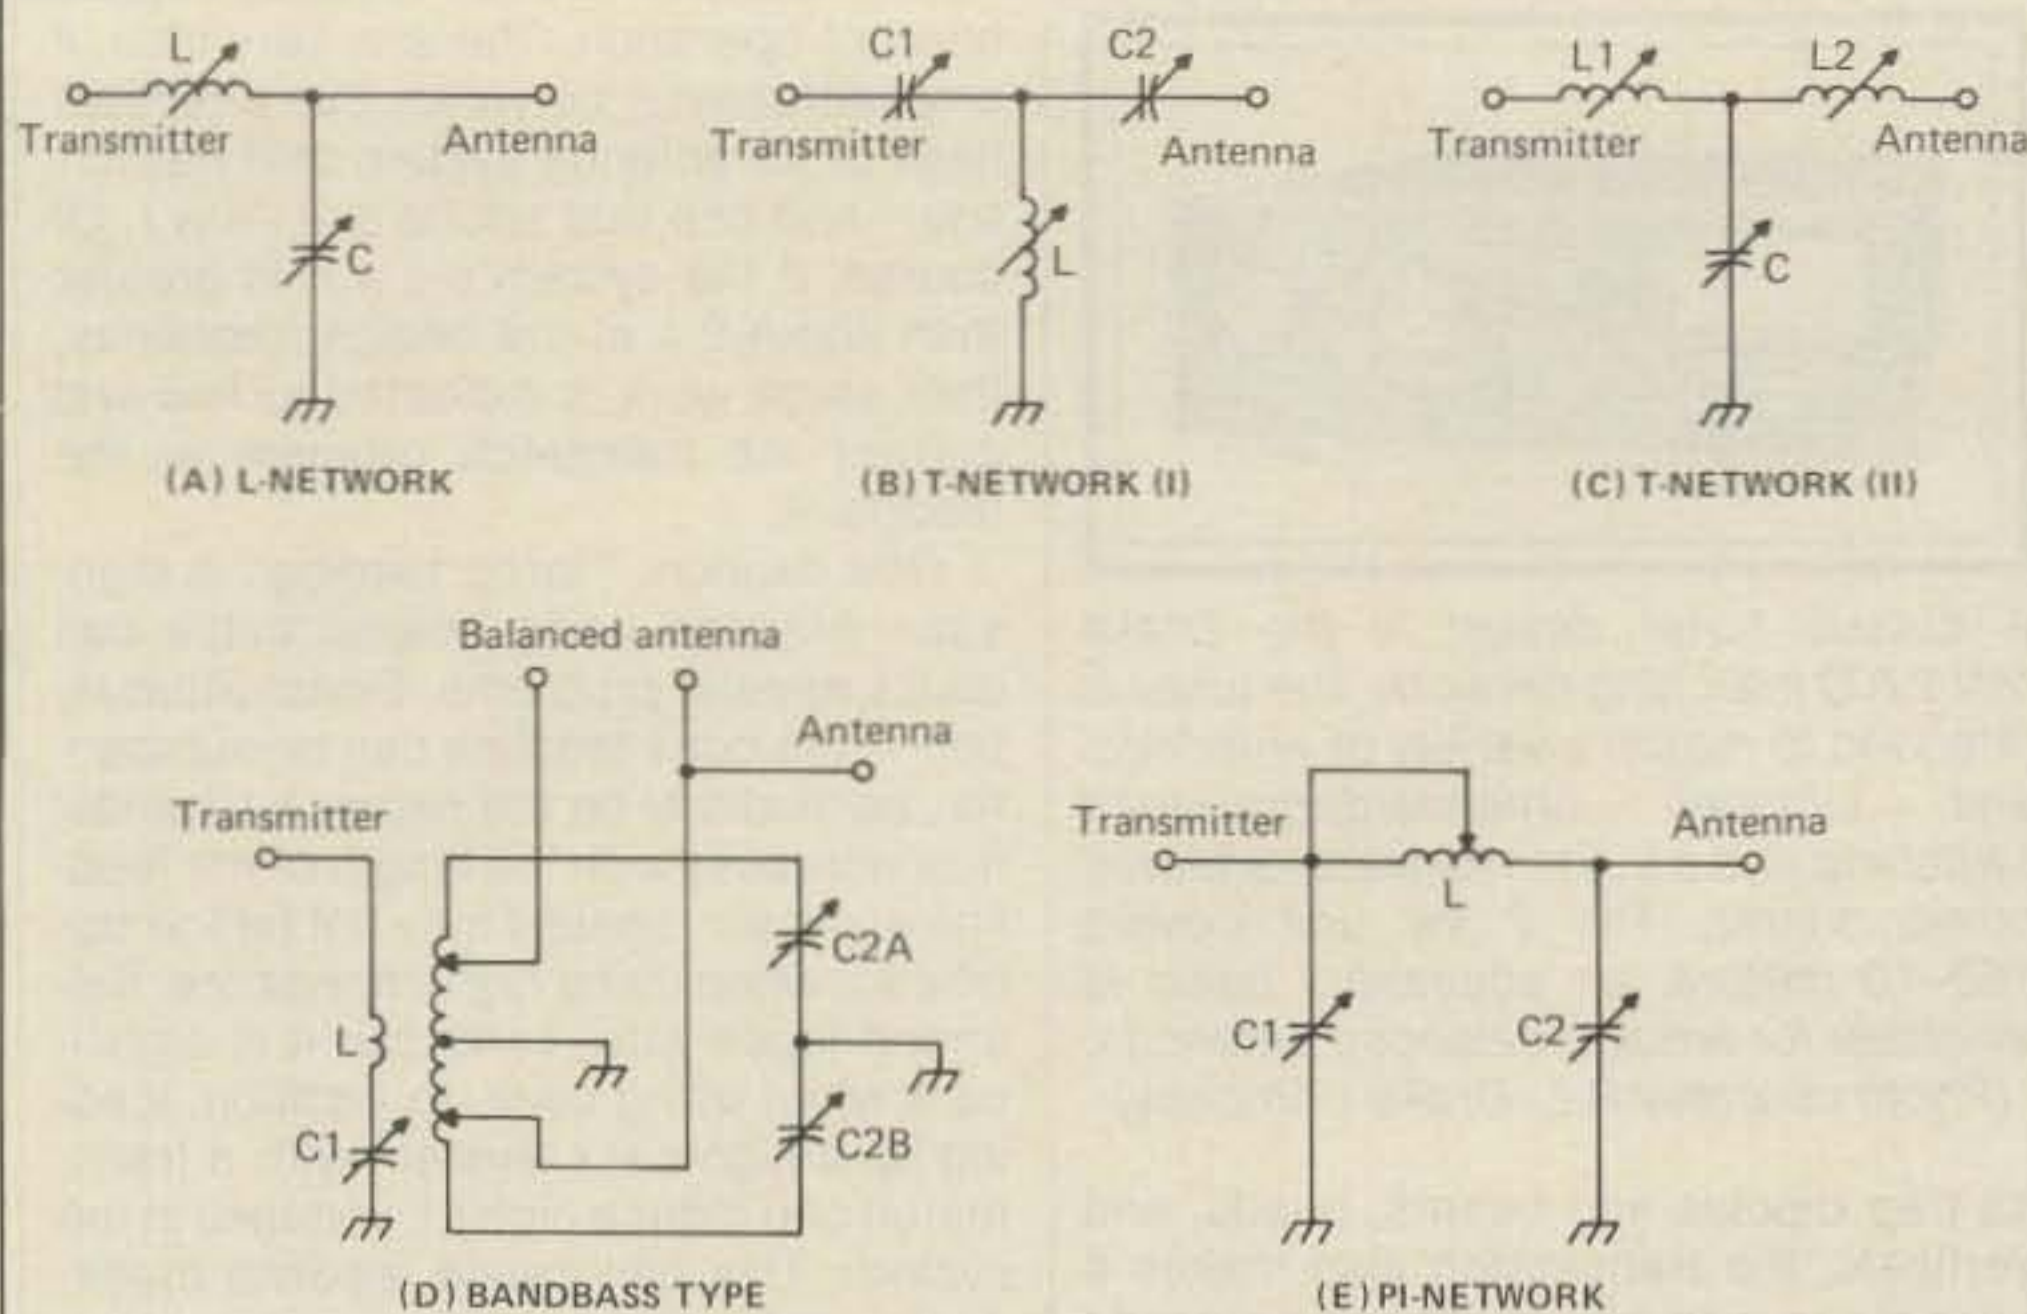 L
Transmitter
Antenna
C
(A) L-NETWORK
C1
C2
Transmitter
Antenna
L
(B) T-NETWORK (I)
L1
L2
Transmitter
Antenna
C
(C) T-NETWORK (II)
Balanced antenna
Antenna
Transmitter
C2A
L
C1
C2B
(D) BANDBASS TYPE
Transmitter
Antenna
L
C1
C2
(E) PI-NETWORK